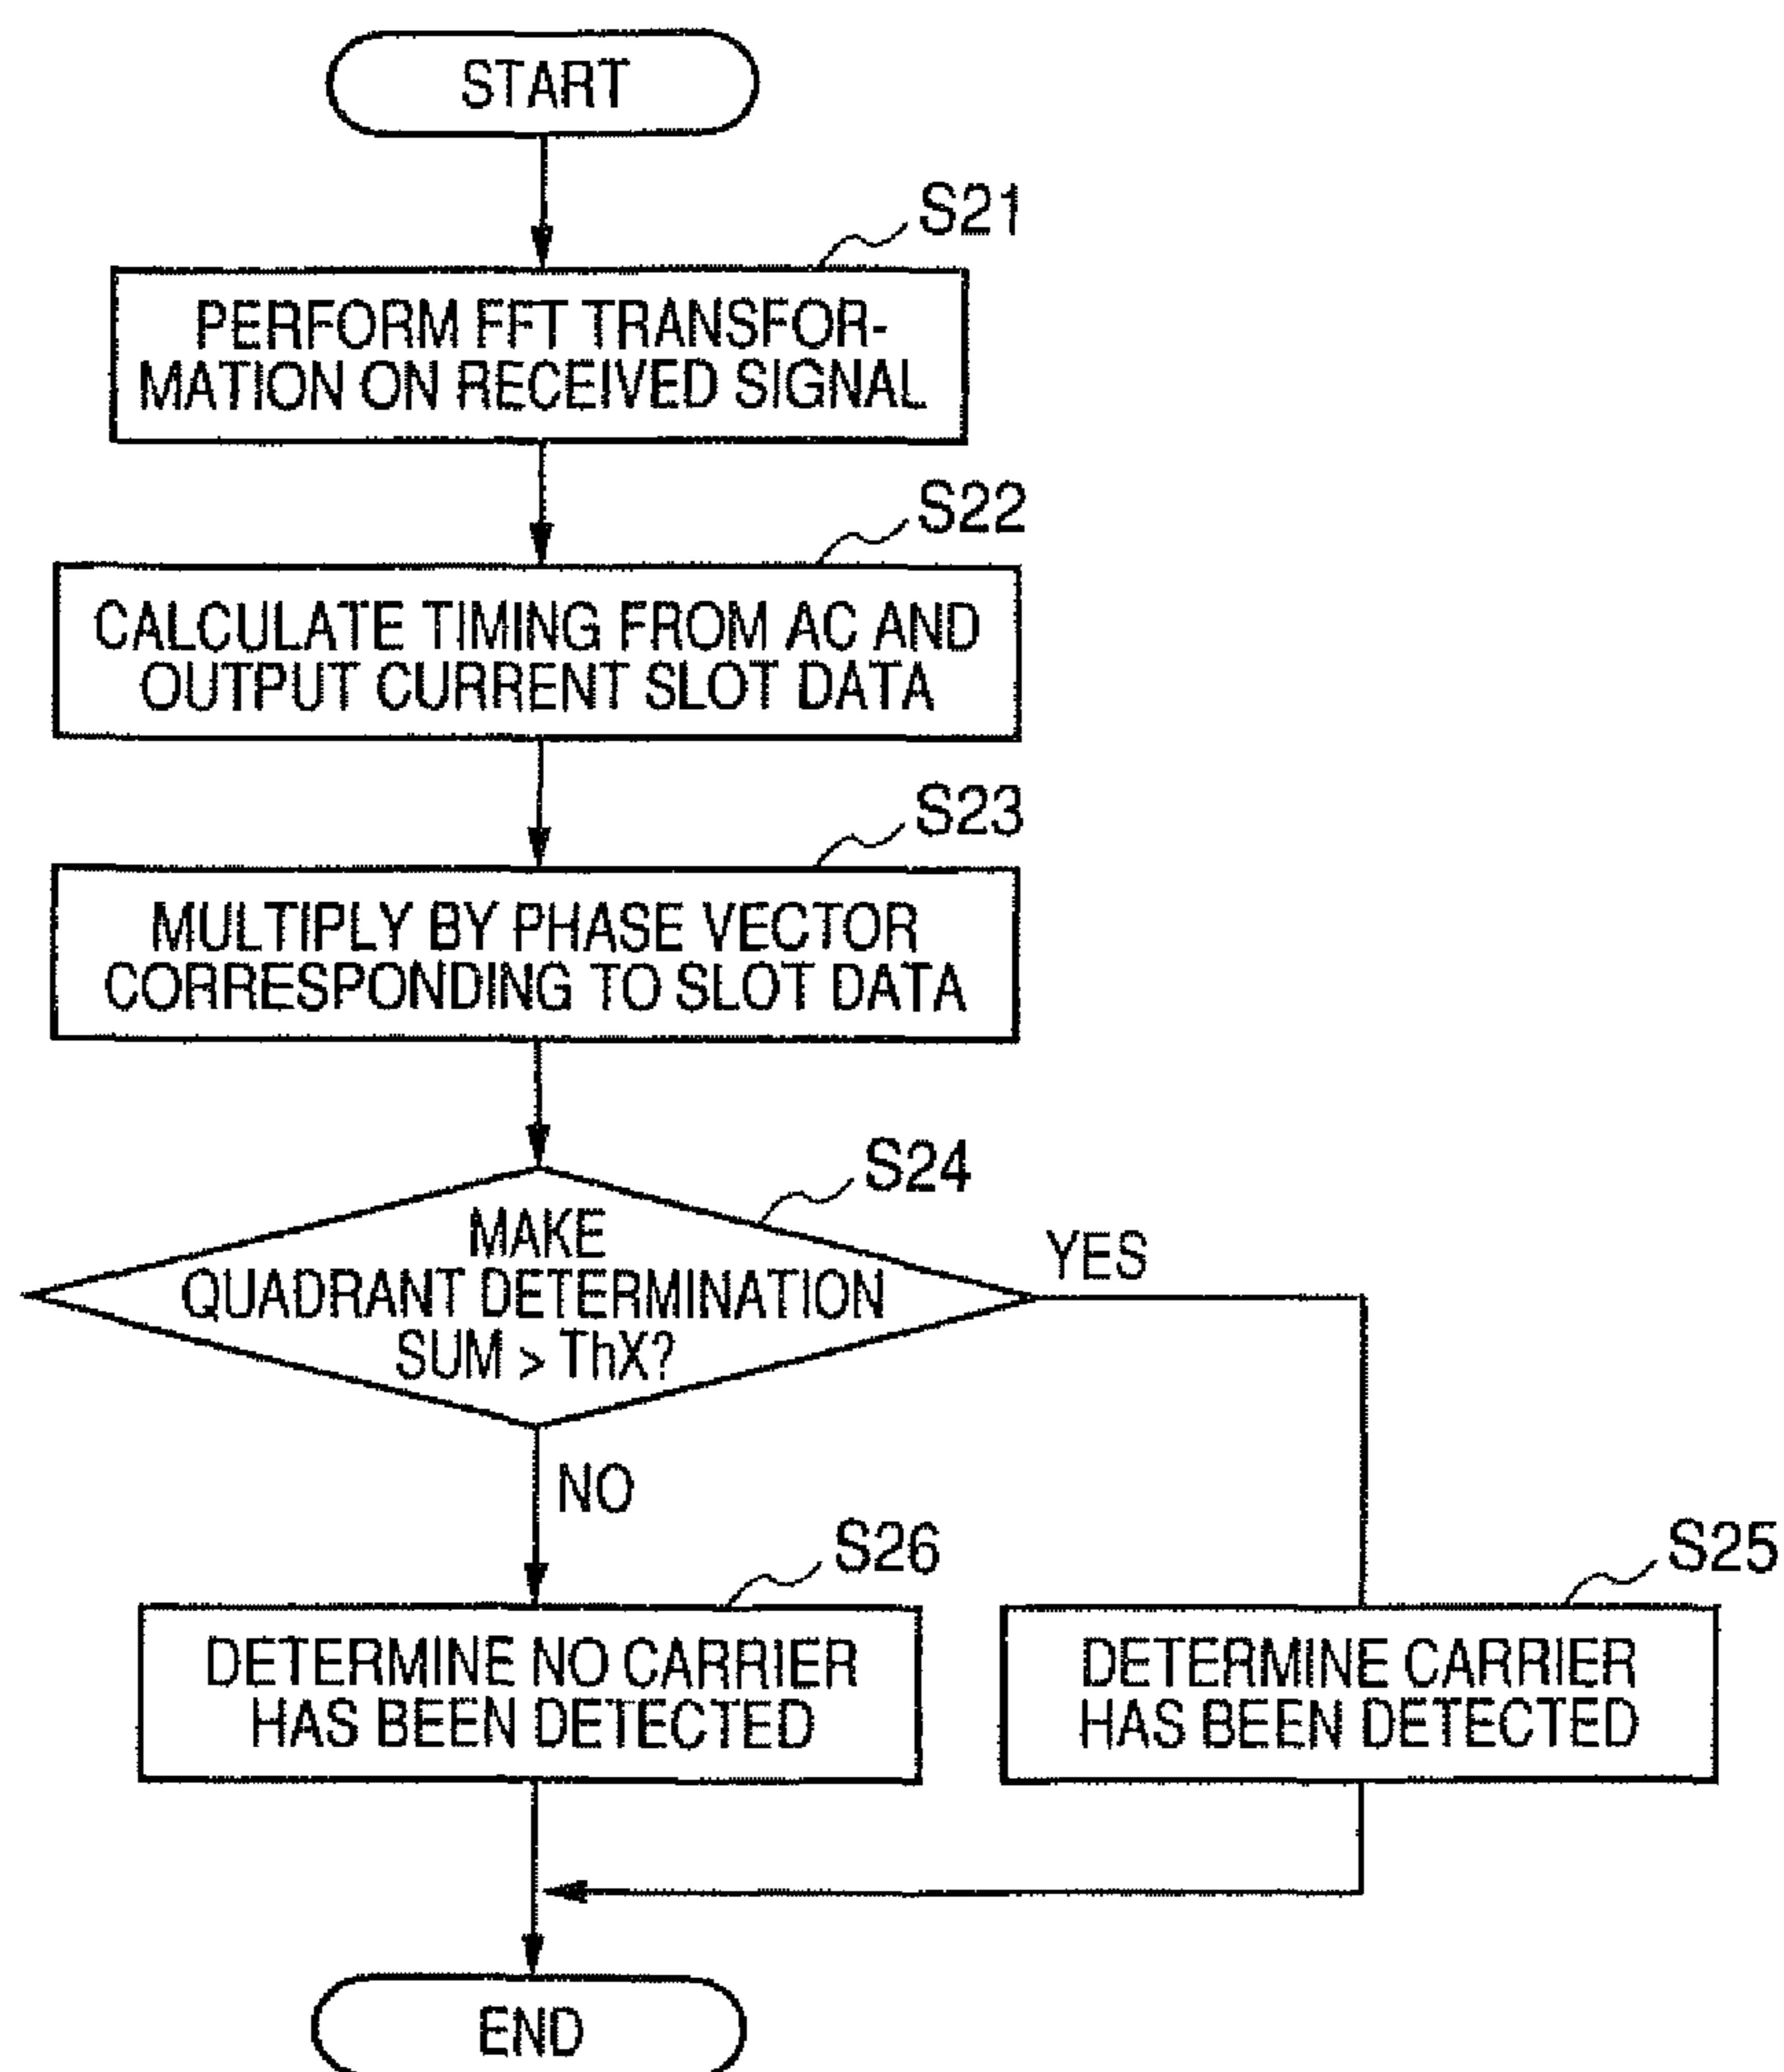 START
S21
PERFORM FFT TRANSFOR-
MATION ON RECEIVED SIGNAL
S22
CALCULATE TIMING FROM AC AND
OUTPUT CURRENT SLOT DATA
S23
MULTIPLY BY PHASE VECTOR
CORRESPONDING TO SLOT DATA
S24
MAKE
QUADRANT DETERMINATION
SUM > ThX?
YES
NO
S26
DETERMINE NO CARRIER
HAS BEEN DETECTED
S25
DETERMINE CARRIER
HAS BEEN DETECTED
END